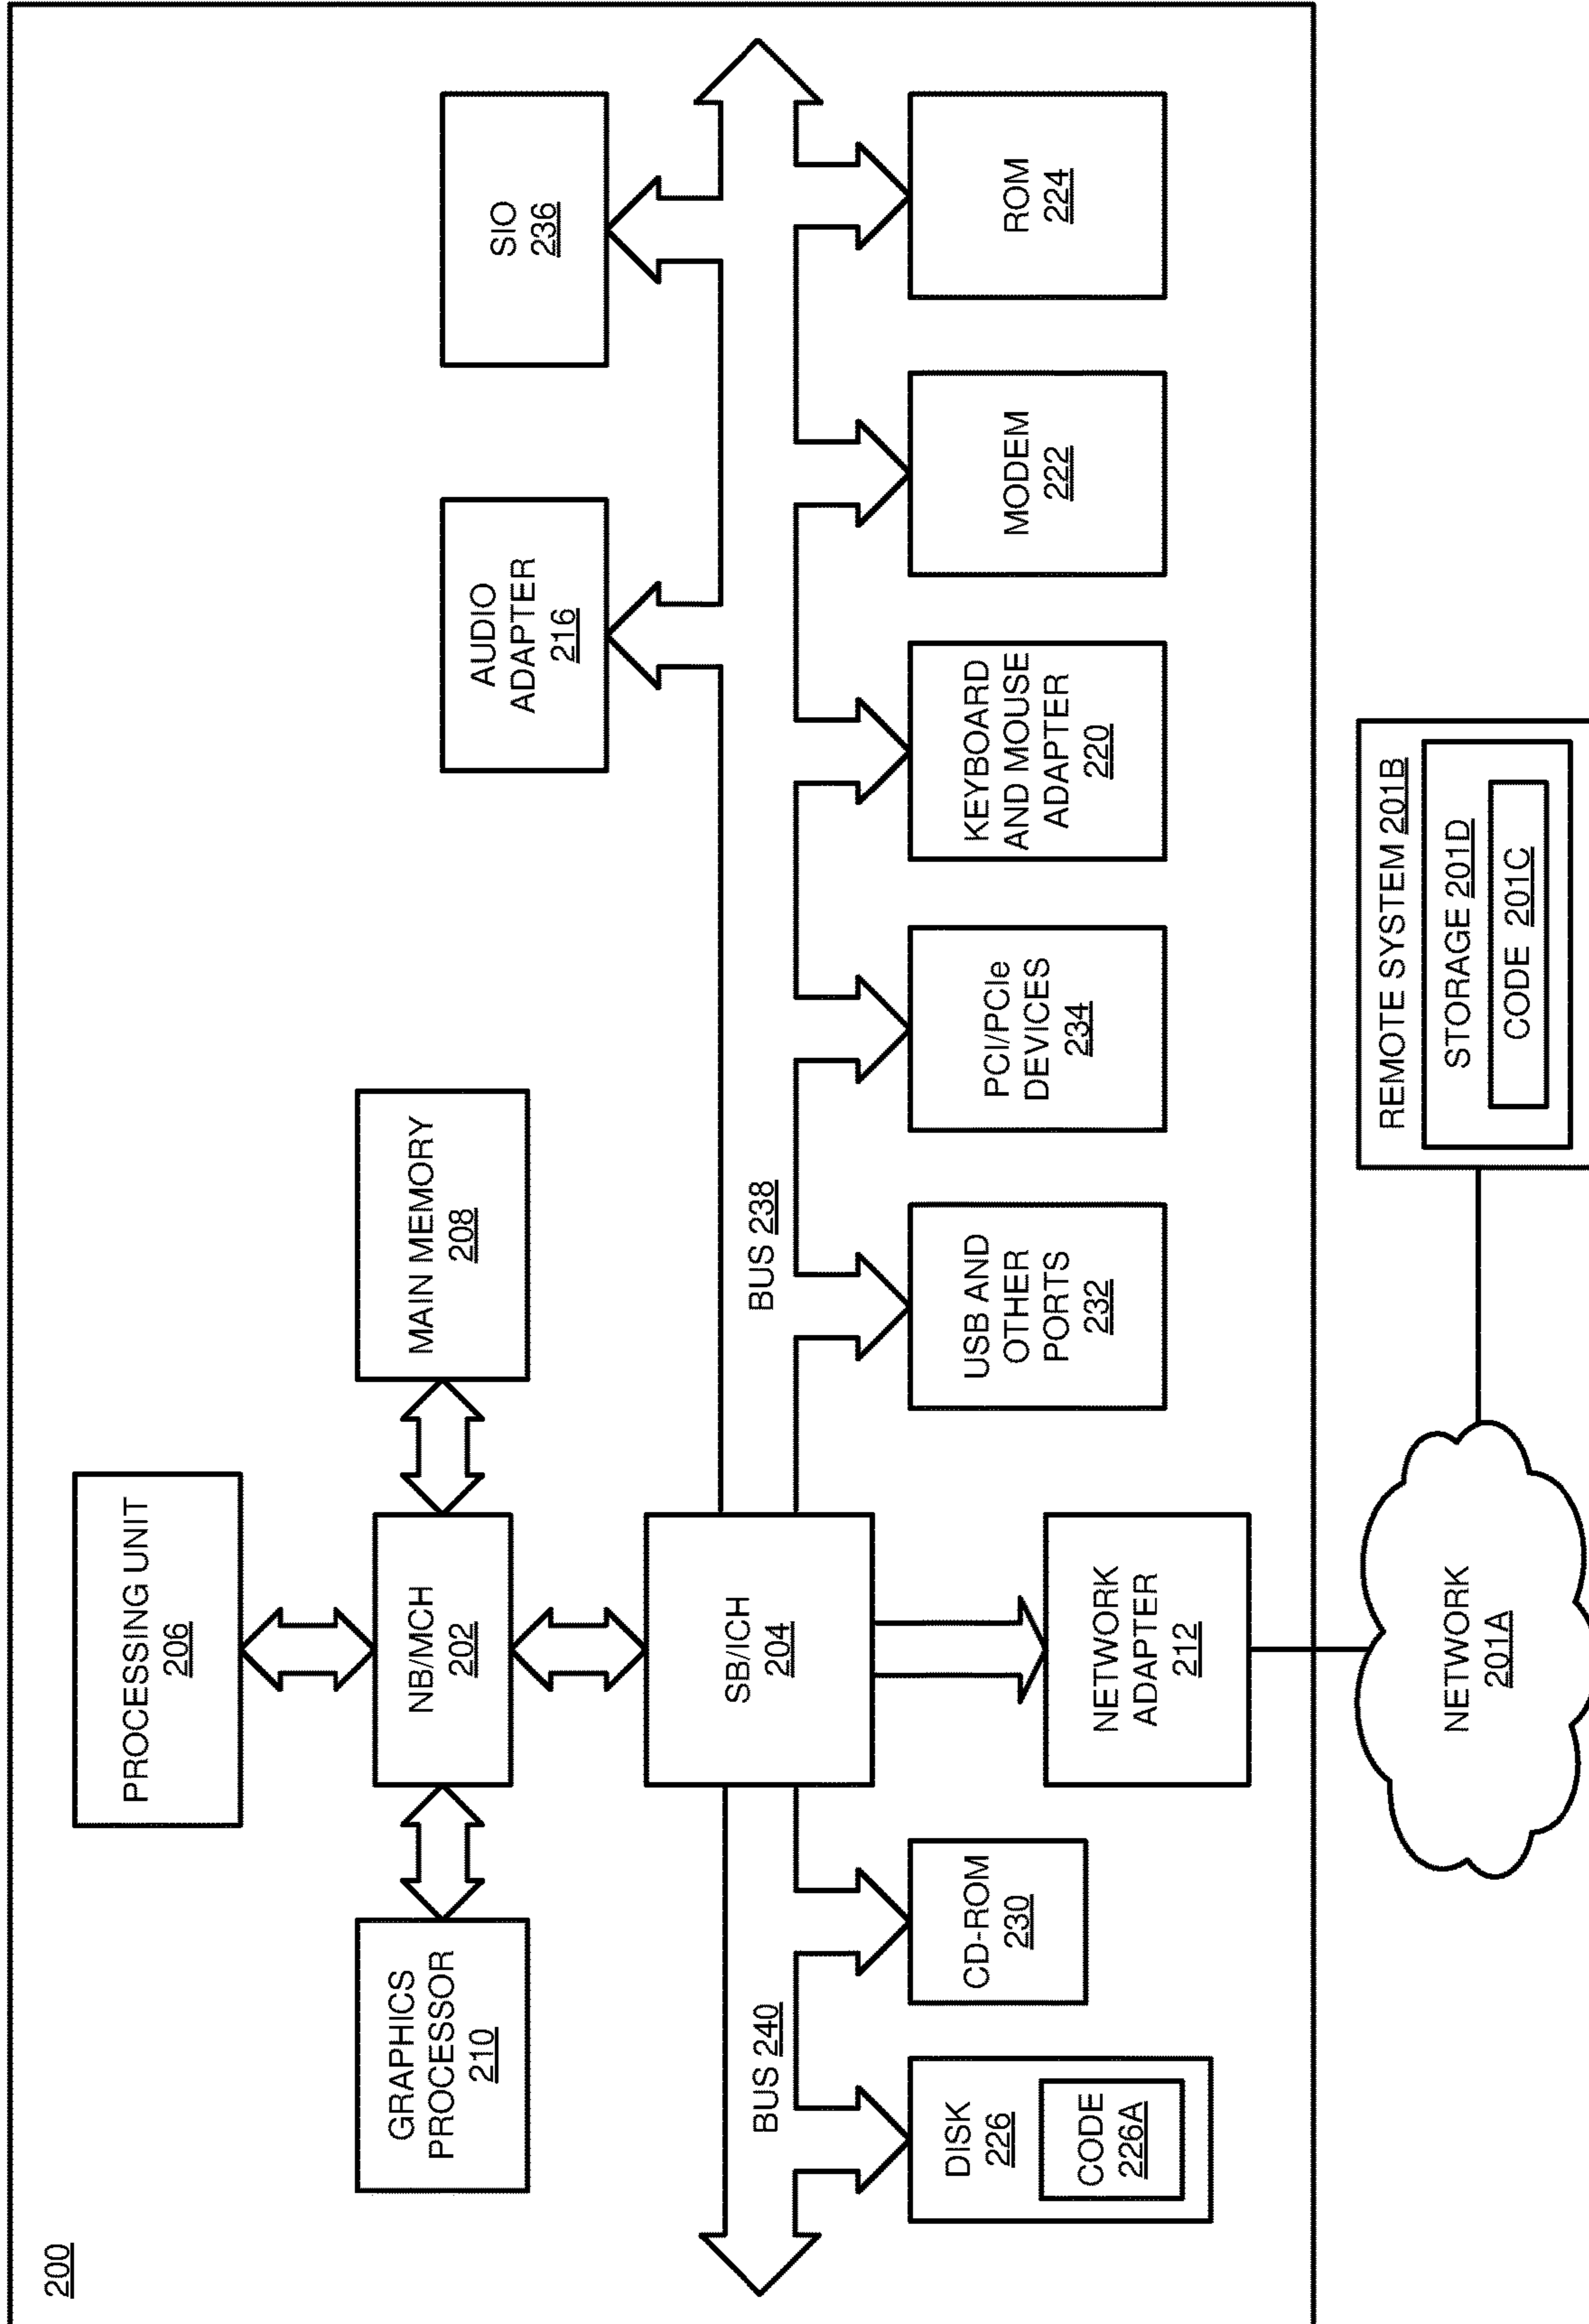 200
PROCESSING UNIT
206
GRAPHICS
PROCESSOR
210
NB/MCH
202
MAIN MEMORY
208
AUDIO
ADAPTER
216
SIO
236
SB/ICH
204
BUS 240
BUS 238
DISK
226
CODE
226A
CD-ROM
230
USB AND
OTHER
PORTS
232
PCI/PCIe
DEVICES
234
KEYBOARD
AND MOUSE
ADAPTER
220
MODEM
222
ROM
224
NETWORK
ADAPTER
212
NETWORK
201A
REMOTE SYSTEM 201B
STORAGE 201D
CODE 201C